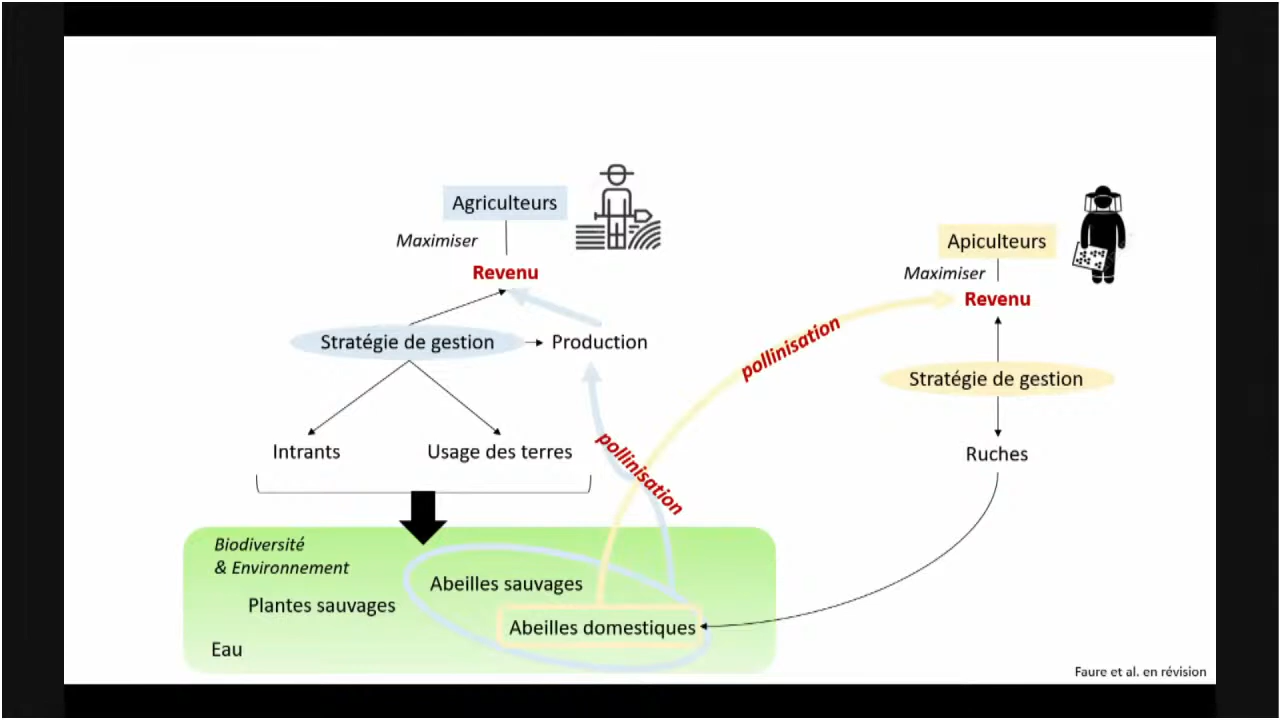 Agriculteurs
Maximiser
Revenu
Stratégie de gestion
Production
Intrants
Usage des terres
pollinisation
pollinisation
Apiculteurs
Maximiser
Revenu
Stratégie de gestion
Ruches
Biodiversité
& Environnement
Abeilles sauvages
Plantes sauvages
Abeilles domestiques
Eau
Faure et al. en révision